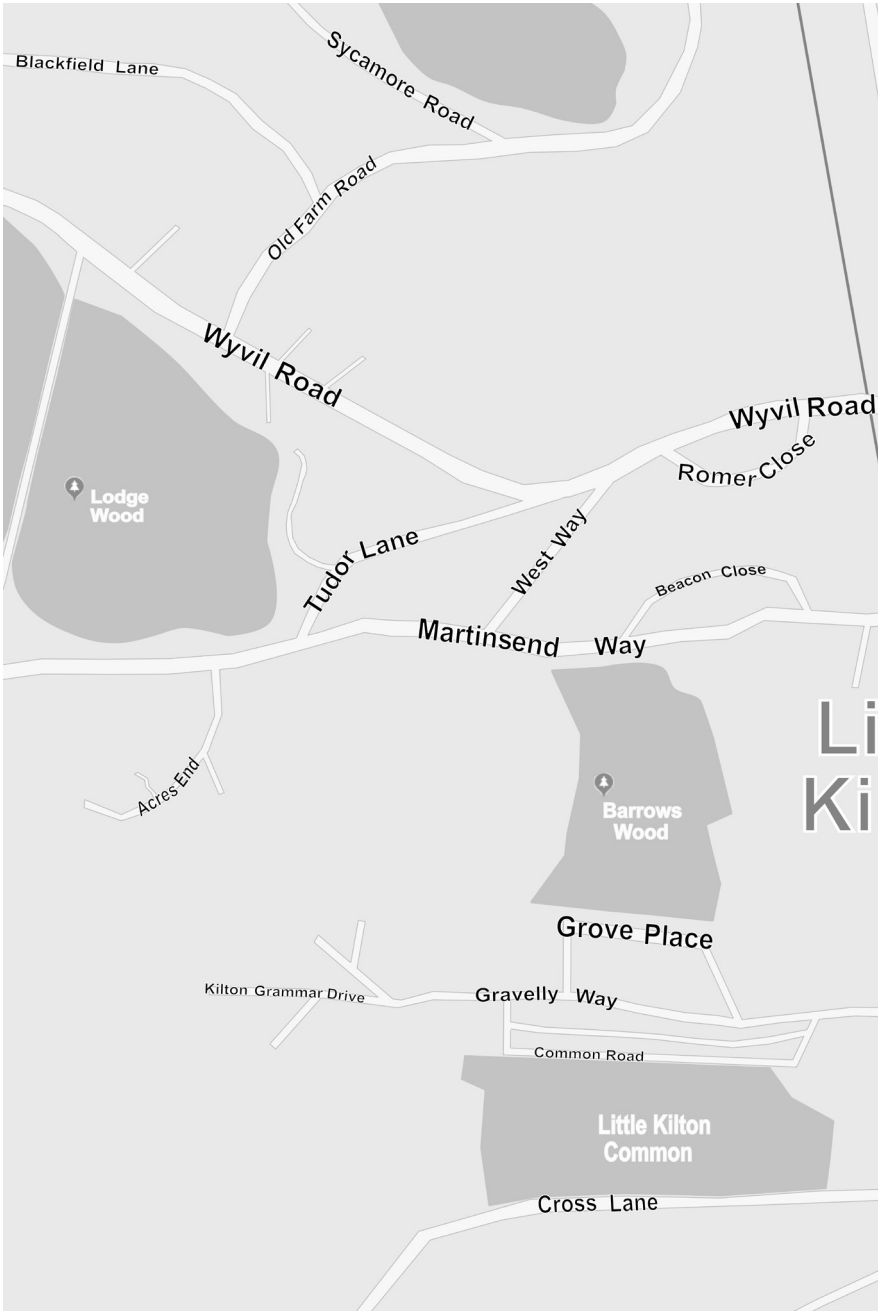 Sycamore Road
Blackfield Lane
Old Farm Road
Wyvil Road
Wyvil Road
Romer Close
Lodge
Wood
West Way
Tudor Lane
Beacon Close
Martinsend Way
Li
Ki
Acres End
Barrows
Wood
Grove Place
Kilton Grammar Drive
Gravelly Way
Common Road
Little Kilton
Common
Cross Lane